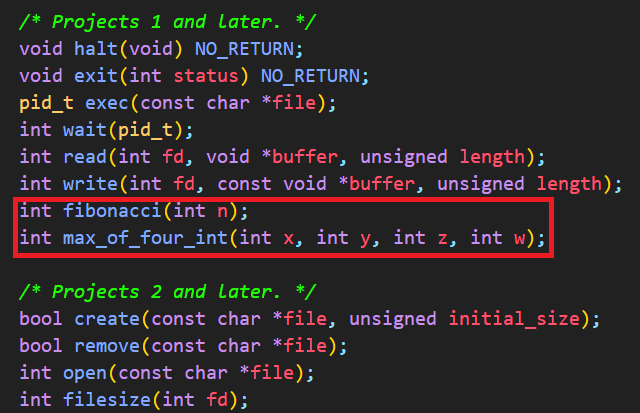 /* Projects 1 and later. */
void halt(void) NO_RETURN;
void exit(int status) NO_RETURN;
pid_t exec(const char *file);
int wait(pid_t);
int read(int fd, void *buffer, unsigned length);
int write(int fd, const void *buffer, unsigned length);
int fibonacci(int n);
int max_of_four_int(int x, int y, int z, int w);
/* Projects 2 and later. */
bool create(const char *file, unsigned initial_size);
bool remove(const char *file);
int open(const char *file);
int filesize(int fd);